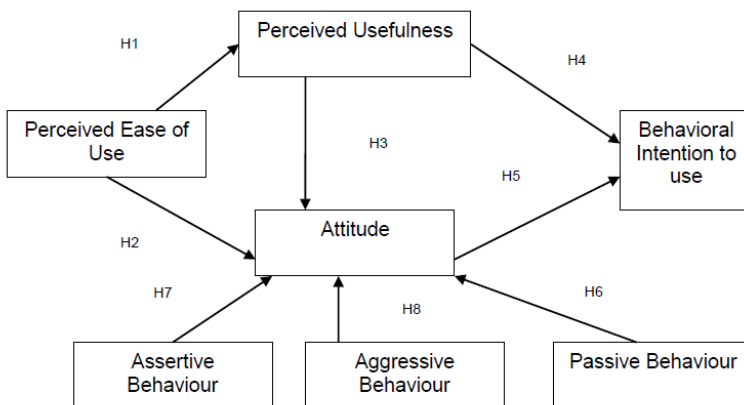 Perceived Usefulness
H1
H4
Perceived Ease of
Use
H3
Behavioral
Intention to
use
H5
Attitude
H2
H7
H8
H6
Assertive
Behaviour
Aggressive
Behaviour
Passive Behaviour